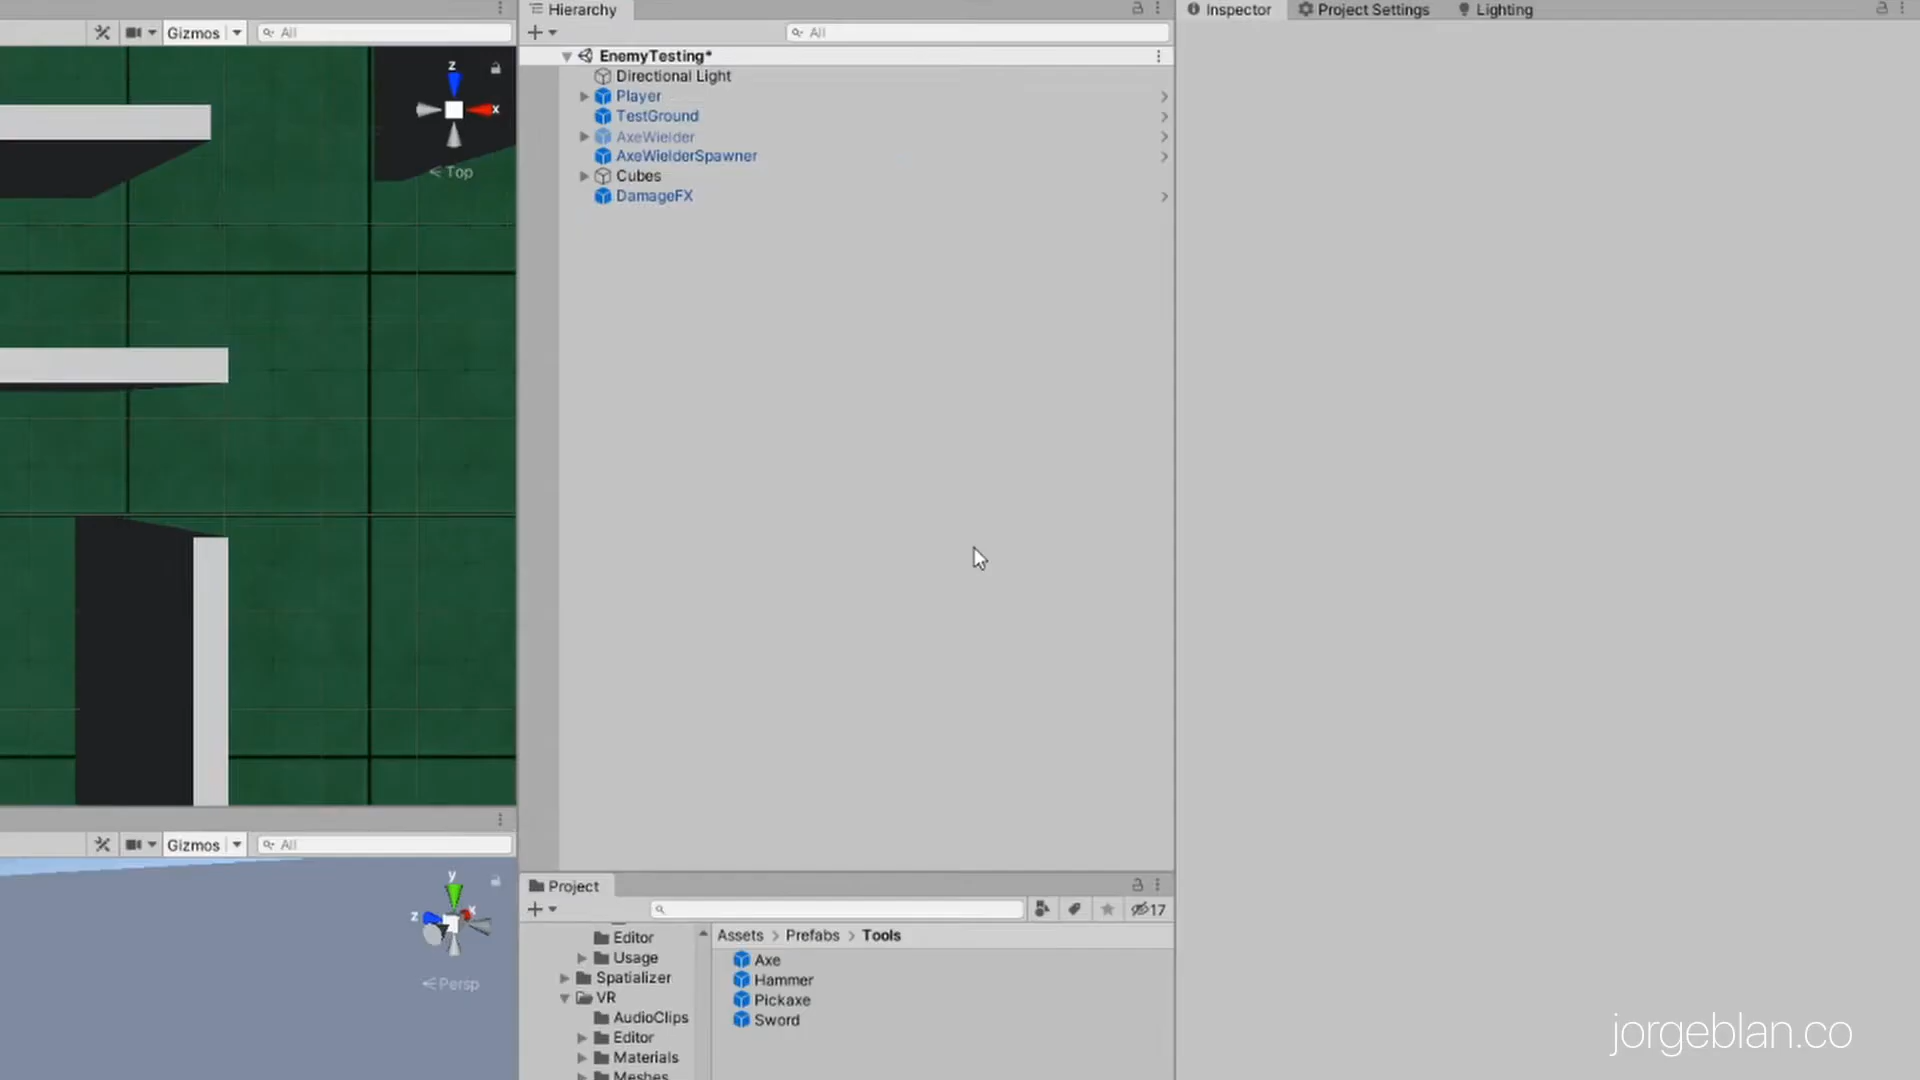 Hierarchy
Inspector
Project Settings
Lighting
Gizmos
All
All
EnemyTesting*
Directional Light
Player
TestGround
AxeWielder
AxeWielderSpawner
Cubes
DamageFX
z
x
Top
Gizmos
All
y
x
z
Persp
Project
17
Editor
Usage
Spatializer
VR
AudioClips
Editor
Materials
Meshes
Assets > Prefabs > Tools
Axe
Hammer
Pickaxe
Sword
jorgeblan.co